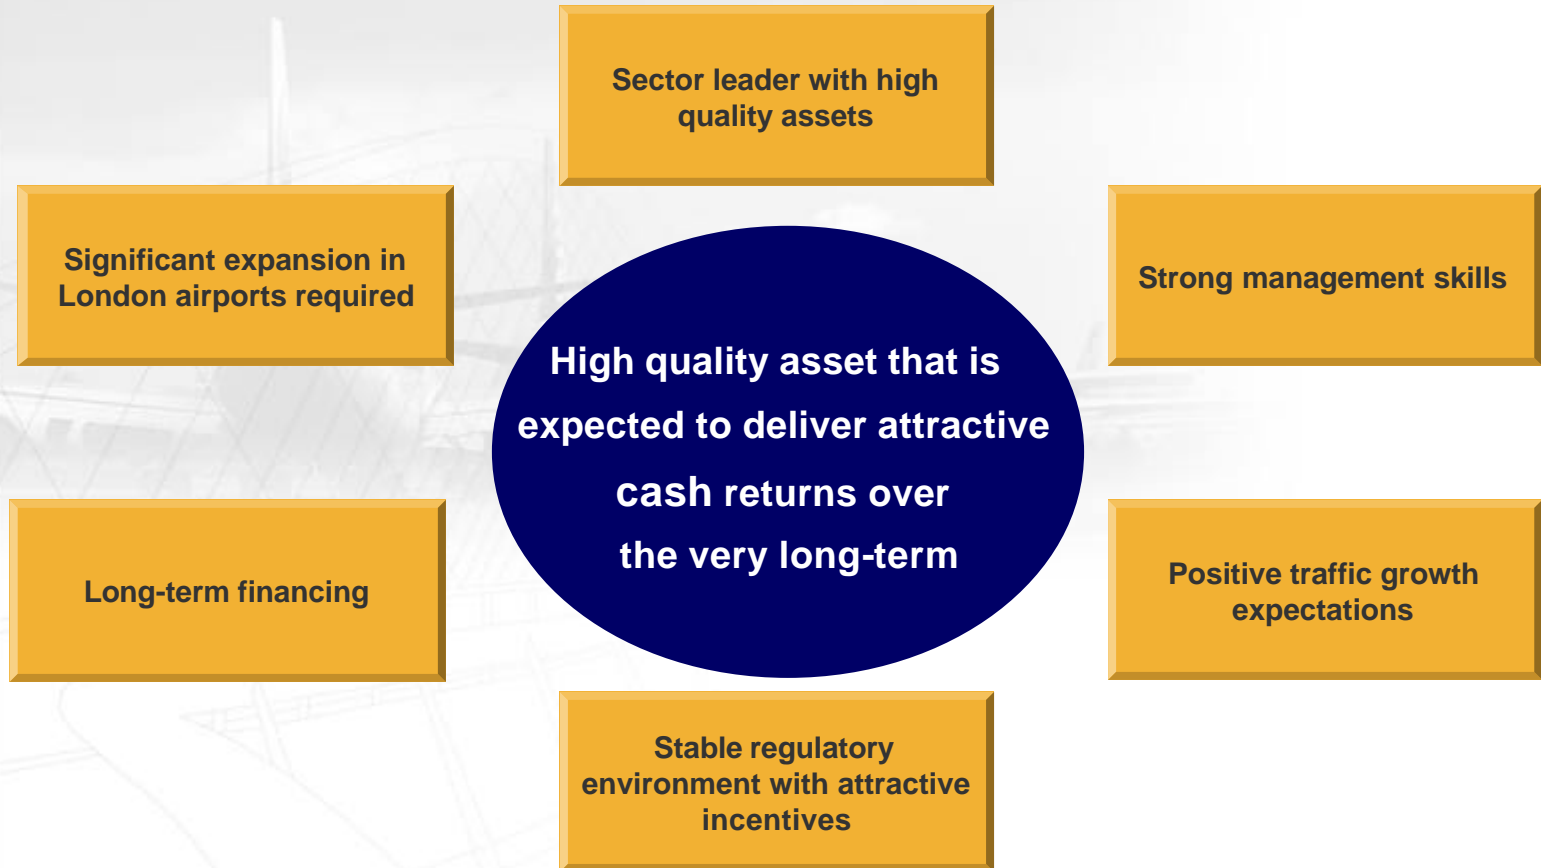 Sector leader with high
quality assets
Significant expansion in
London airports required
Strong management skills
High quality asset that is
expected to deliver attractive
cash returns over
the very long-term
Long-term financing
Positive traffic growth
expectations
Stable regulatory
environment with attractive
incentives